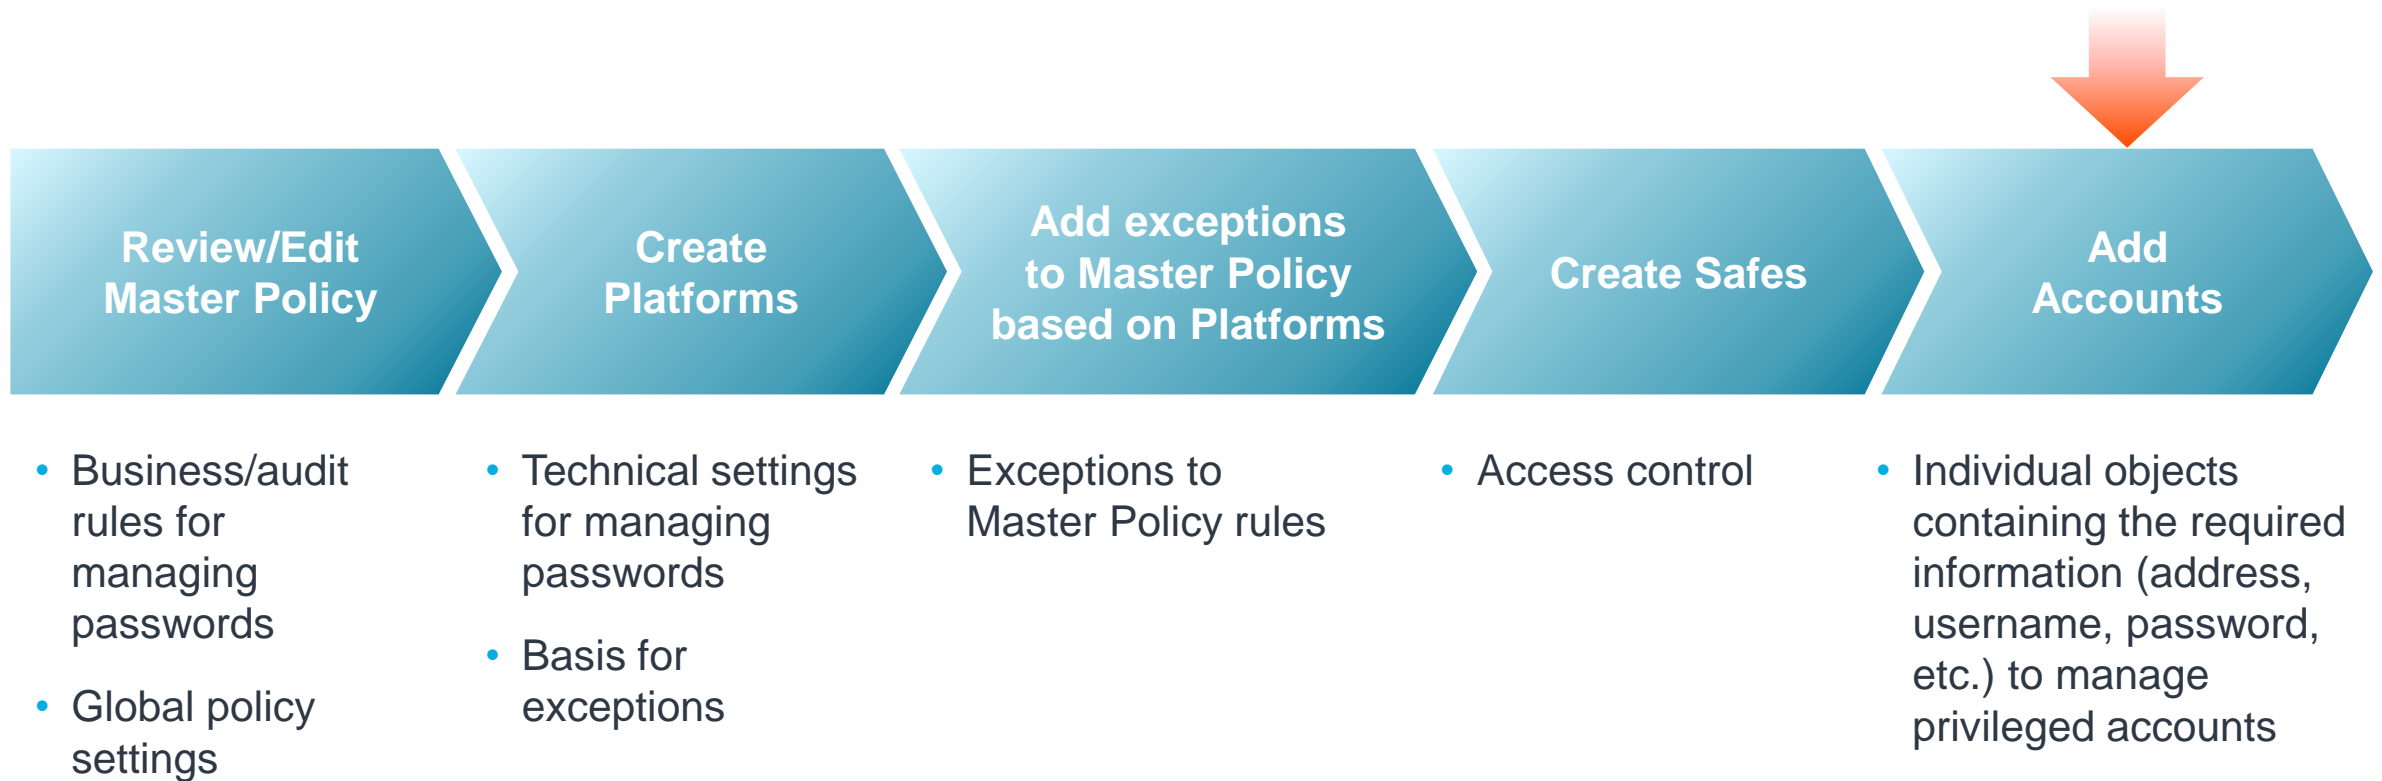 Review/Edit
Master Policy
Create
Platforms
Add exceptions
to Master Policy
based on Platforms
Create Safes
Add
Accounts
• Business/audit
rules for
managing
passwords
• Global policy
settings
• Technical settings
for managing
passwords
• Basis for
exceptions
• Exceptions to
Master Policy rules
• Access control
• Individual objects
containing the required
information (address,
username, password,
etc.) to manage
privileged accounts